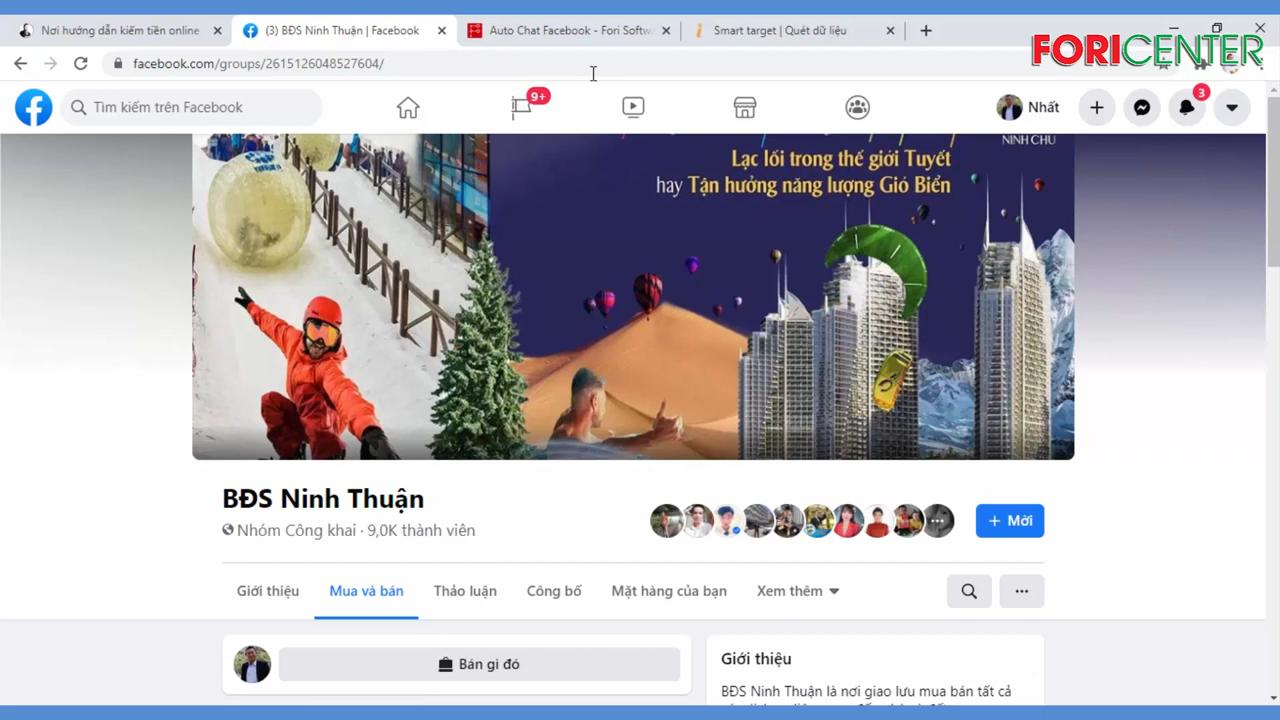 Nơi hướng dẫn kiếm tiền online
(3) BĐS Ninh Thuận | Facebook
Auto Chat Facebook - Fori Softw
Smart target | Quét dữ liệu
FORICENTER
facebook.com/groups/2615126048527604/
Tìm kiếm trên Facebook
9+
Nhất
3
NINH CHỮ
Lạc lối trong thế giới Tuyết
hay Tận hưởng năng lượng Gió Biển
BĐS Ninh Thuận
Nhóm Công khai · 9,0K thành viên
+ Mời
Giới thiệu
Mua và bán
Thảo luận
Công bố
Mặt hàng của bạn
Xem thêm
Bán gì đó
Giới thiệu
BĐS Ninh Thuận là nơi giao lưu mua bán tất cả